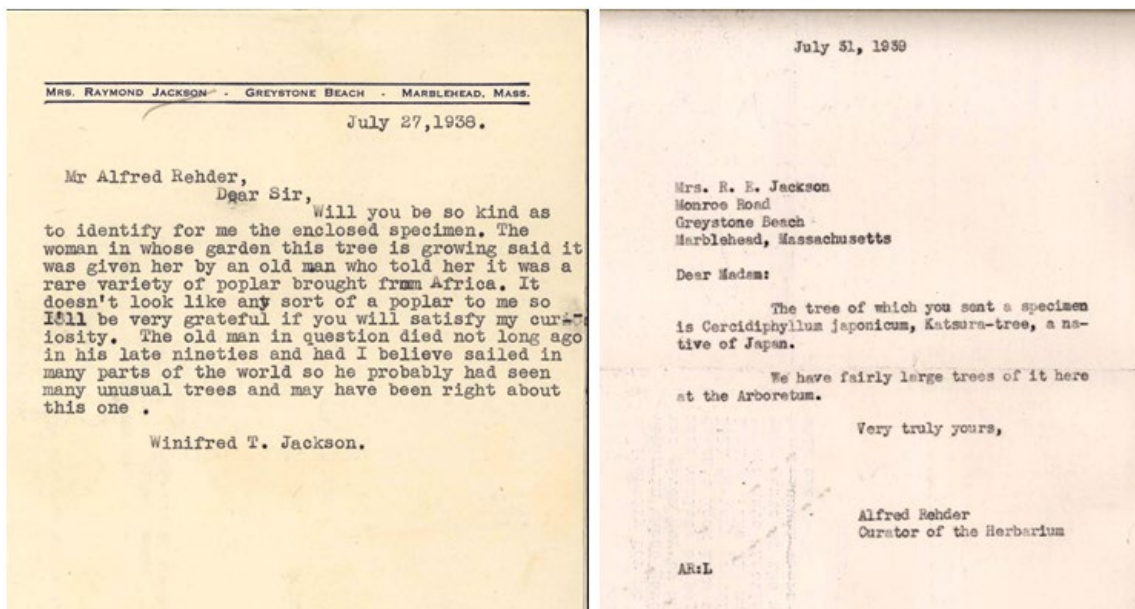 MRS. RAYMOND JACKSON - GREYSTONE BEACH - MARBLEHEAD, MASS.
July 27,1938.
Mr Alfred Rehder,
Dear Sir,
Will you be so kind as
to identify for me the enclosed specimen. The
woman in whose garden this tree is growing said it
was given her by an old man who told her it was a
rare variety of poplar brought from Africa. It
doesn't look like any sort of a poplar to me so
I'll be very grateful if you will satisfy my cur-
iosity. The old man in question died not long ago
in his late nineties and had I believe sailed in
many parts of the world so he probably had seen
many unusual trees and may have been right about
this one .
Winifred T. Jackson.
July 31, 1939
Mrs. R. E. Jackson
Monroe Road
Greystone Beach
Marblehead, Massachusetts
Dear Madam:
The tree of which you sent a specimen
is Cercidiphyllum japonicum, Katsura-tree, a na-
tive of Japan.
We have fairly large trees of it here
at the Arboretum.
Very truly yours,
Alfred Rehder
Curator of the Herbarium
AR:L